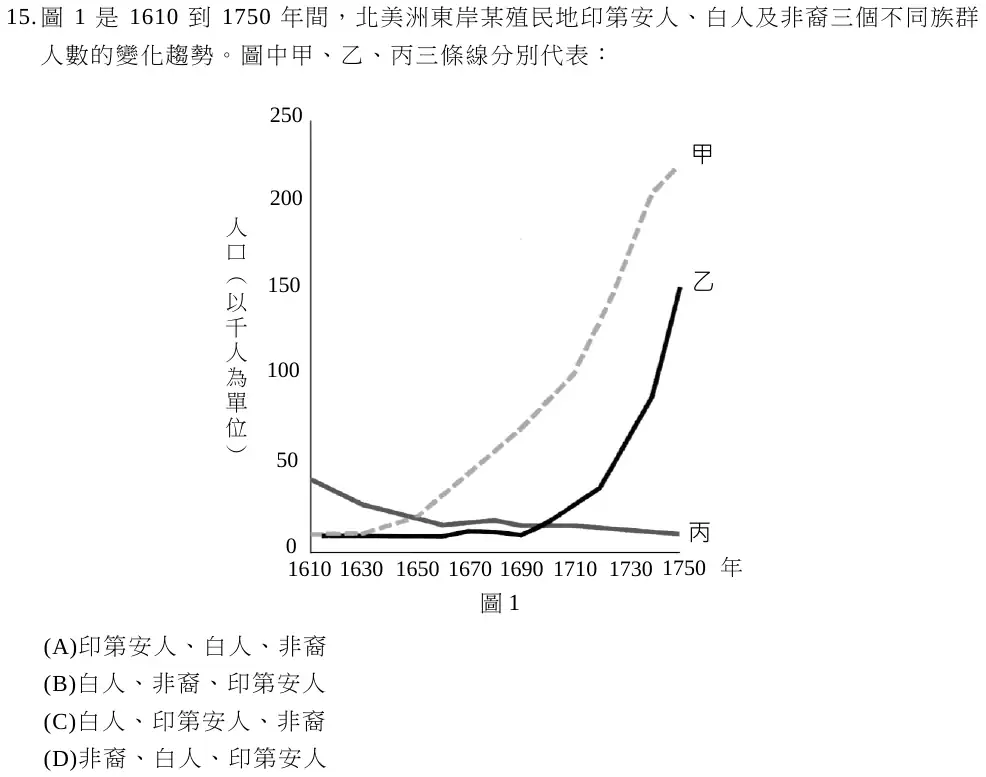 15.圖 1 是 1610 到 1750 年間，北美洲東岸某殖民地印第安人、白人及非裔三個不同族群
人數的變化趨勢。圖中甲、乙、丙三條線分別代表：
250
甲
200
人口（以千人為單位）
150
乙
100
50
丙
0
1610 1630 1650 1670 1690 1710 1730 1750 年
圖 1
(A)印第安人、白人、非裔
(B)白人、非裔、印第安人
(C)白人、印第安人、非裔
(D)非裔、白人、印第安人